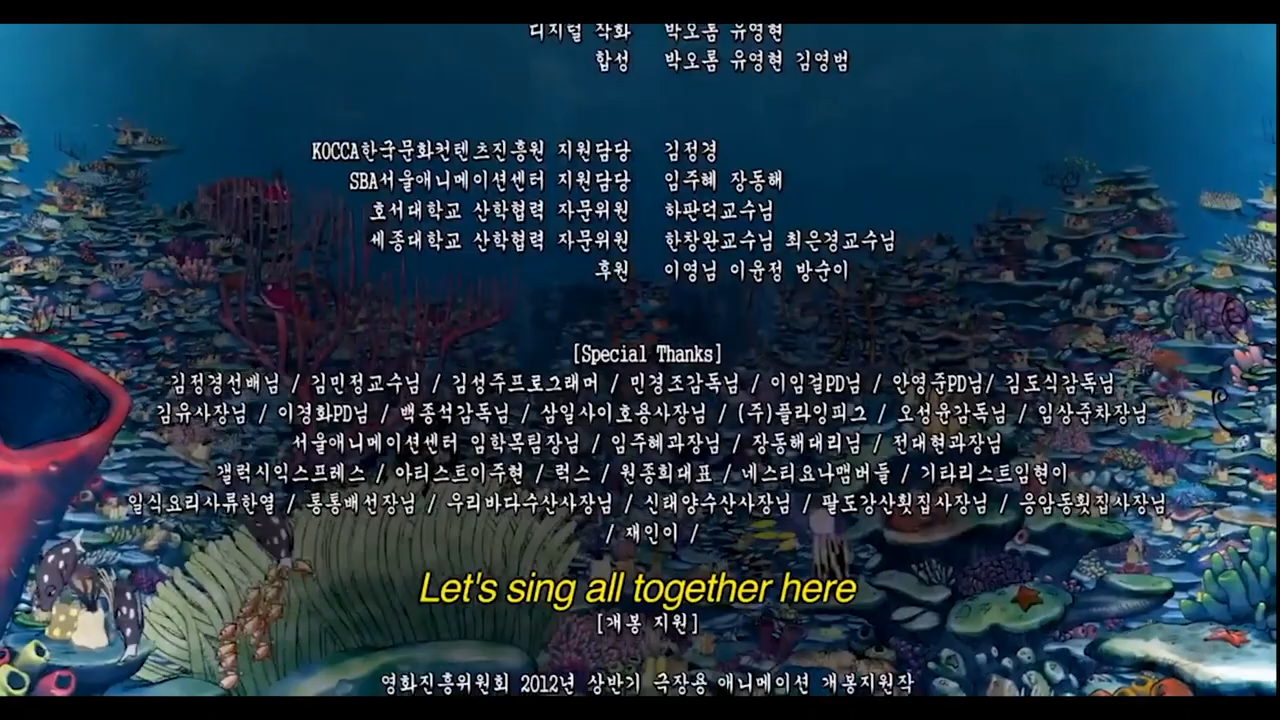 디지털 작화 박오롬 유영현
합성 박오롬 유영현 김영범
KOCCA한국문화컨텐츠진흥원 지원담당 김정경
SBA서울애니메이션센터 지원담당 임주혜 장동해
호서대학교 산학협력 자문위원 하판덕교수님
세종대학교 산학협력 자문위원 한창완교수님 최은경교수님
후원 이영님 이윤정 방순이
[Special Thanks]
김정경선배님 / 김민정교수님 / 김성주프로그래머 / 민경조감독님 / 이임걸PD님 / 안영준PD님/ 김도식감독님
김유사장님 / 이경화PD님 / 백종석감독님 / 삼일사이호용사장님 / (주)플라잉피그 / 오성윤감독님 / 임상준차장님
서울애니메이션센터 임학목팀장님 / 임주혜과장님 / 장동해대리님 / 전대현과장님
갤럭시익스프레스 / 아티스트이주현 / 럭스 / 원종희대표 / 네스티요나맴버들 / 기타리스트임현이
일식요리사류한열 / 통통배선장님 / 우리바다수산사장님 / 신태양수산사장님 / 팔도강산횟집사장님 / 응암동횟집사장님
/ 재인이 /
Let's sing all together here
[개봉 지원]
영화진흥위원회 2012년 상반기 극장용 애니메이션 개봉지원작